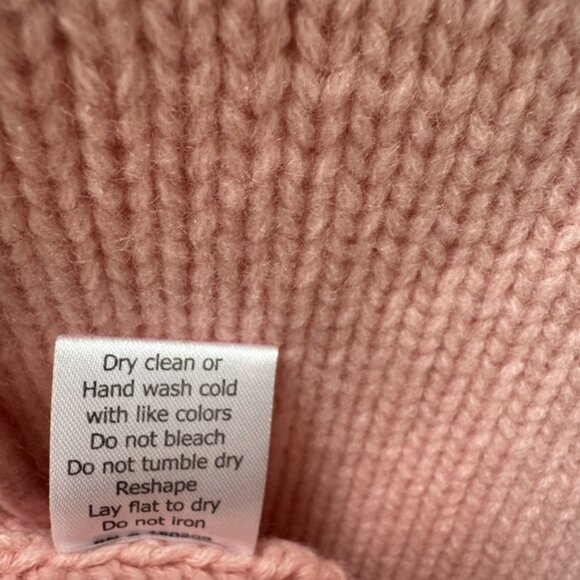 Dry clean or
Hand wash cold
with like colors
Do not bleach
Do not tumble dry
Reshape
Lay flat to dry
Do not iron